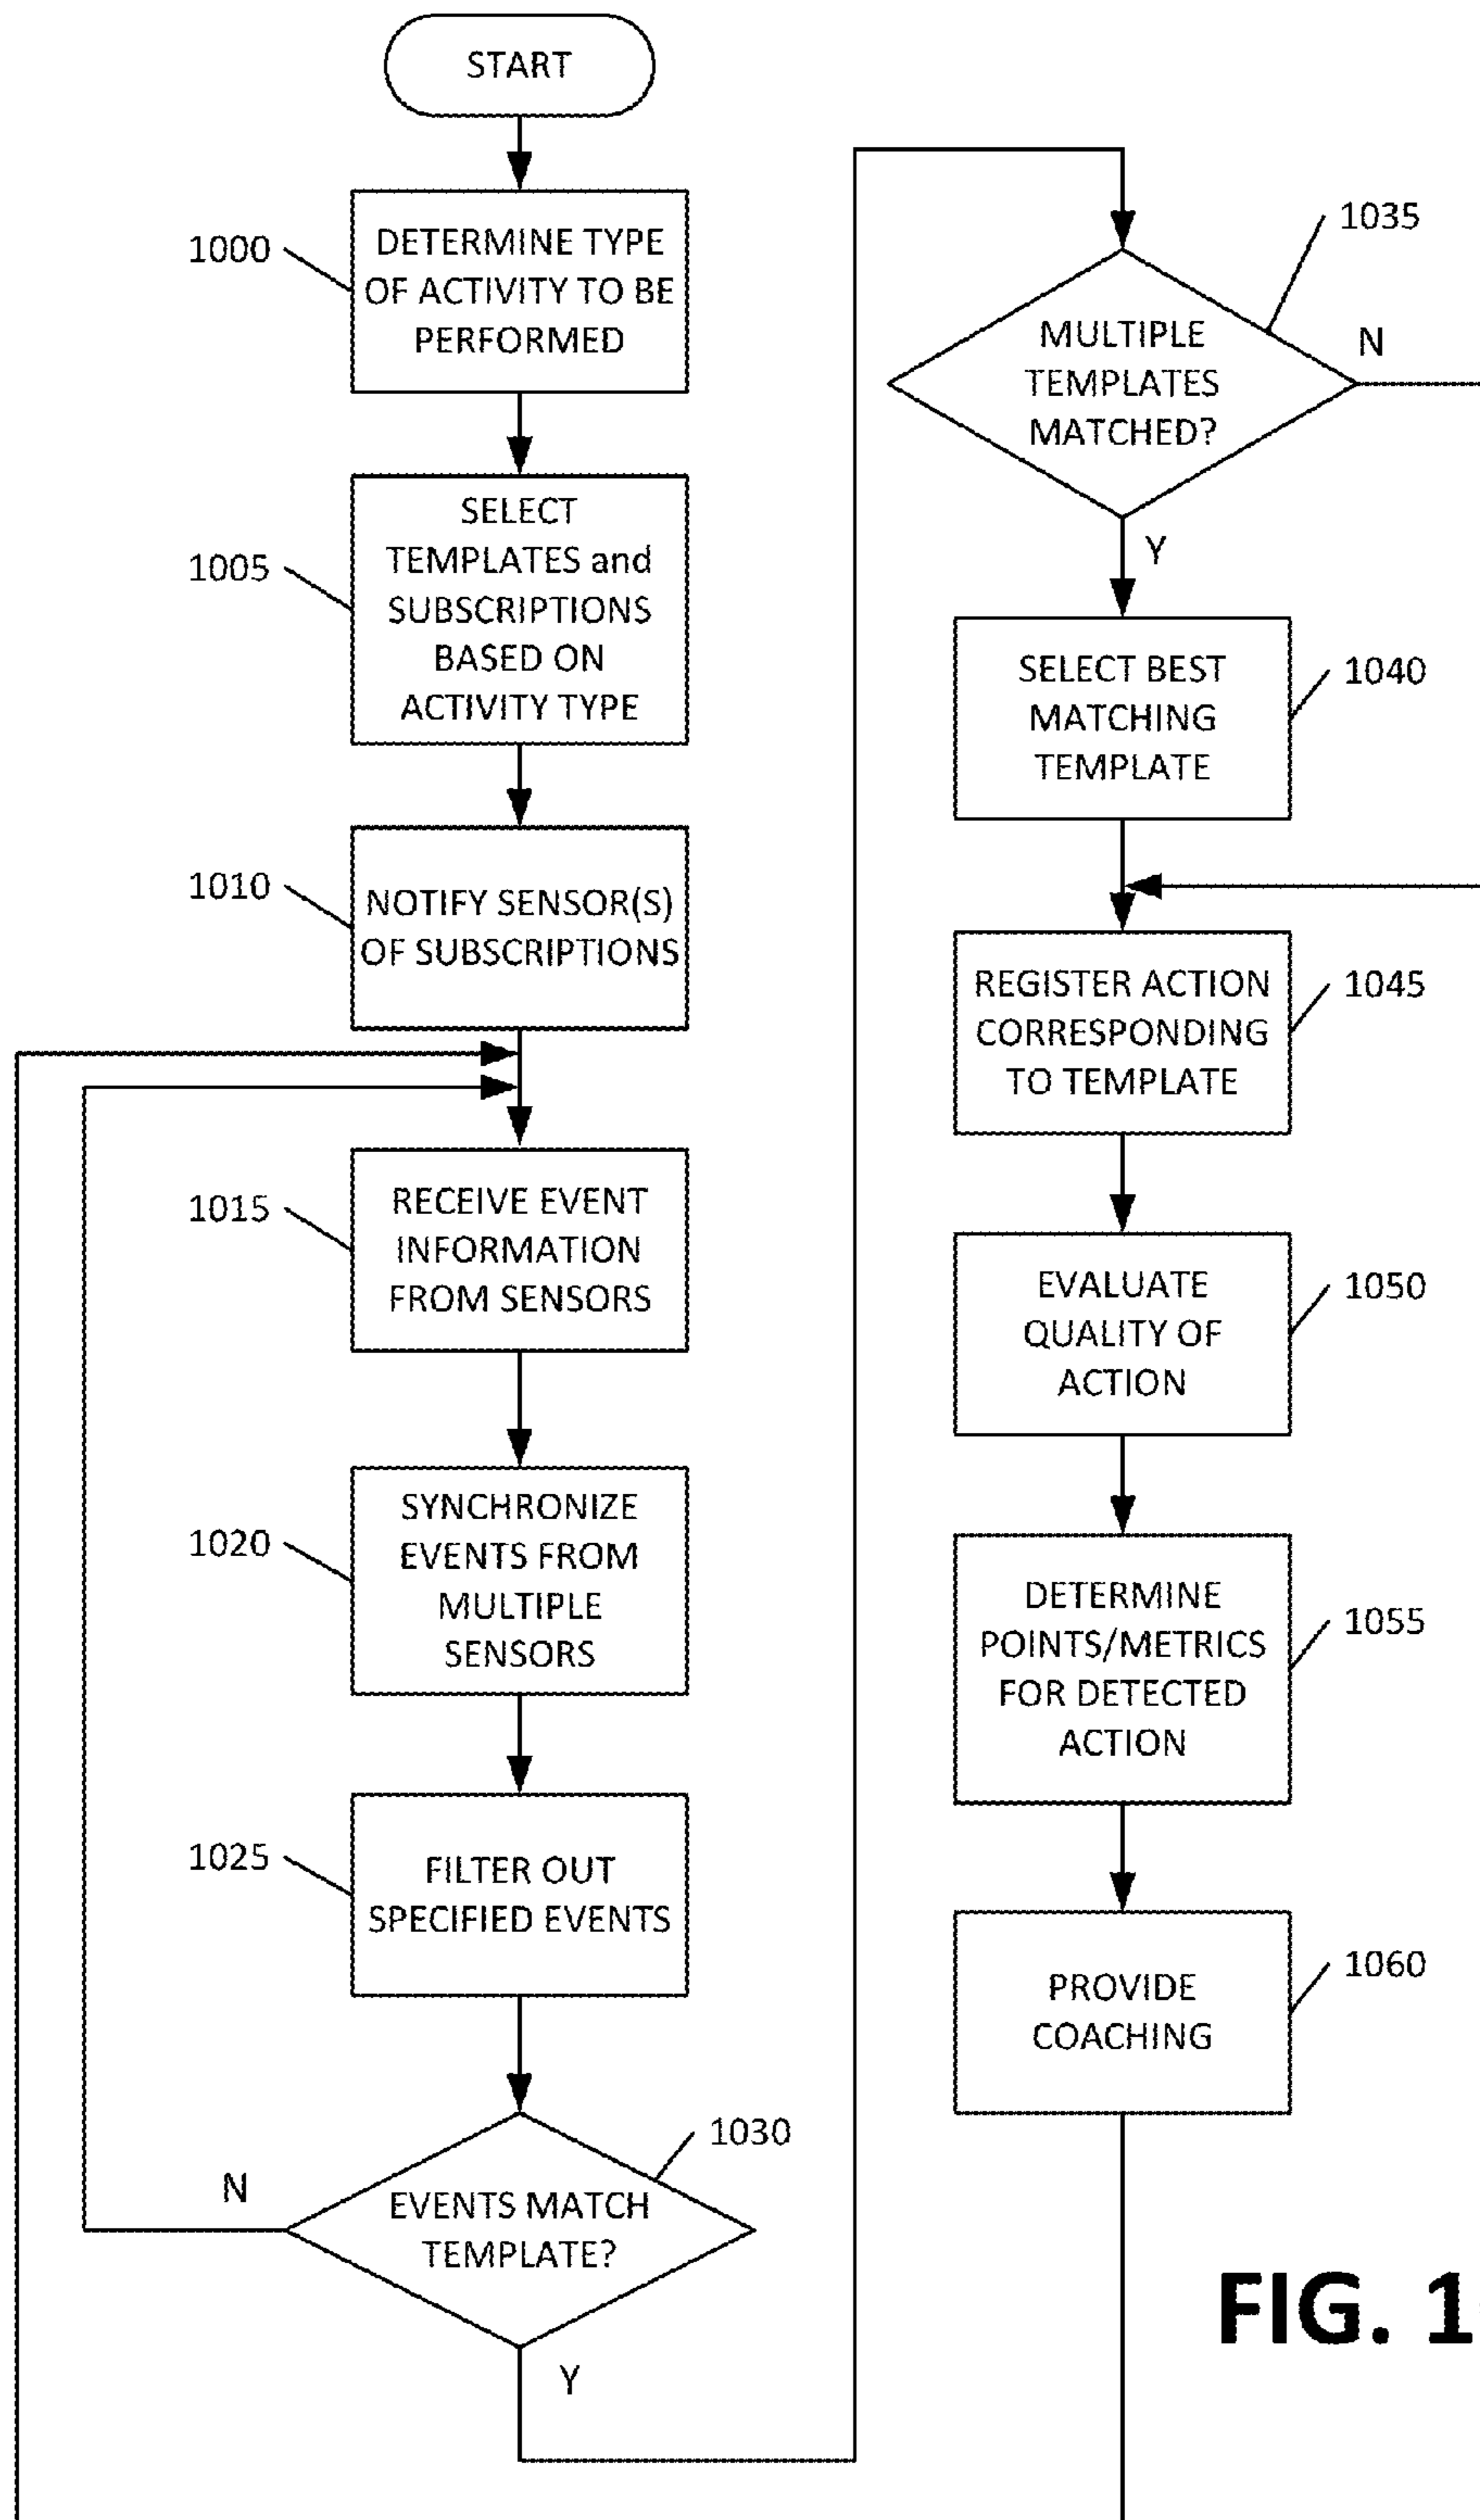 START
1000
DETERMINE TYPE
OF ACTIVITY TO BE
PERFORMED
1005
SELECT
TEMPLATES and
SUBSCRIPTIONS
BASED ON
ACTIVITY TYPE
1010
NOTIFY SENSOR(S)
OF SUBSCRIPTIONS
1015
RECEIVE EVENT
INFORMATION
FROM SENSORS
1020
SYNCHRONIZE
EVENTS FROM
MULTIPLE
SENSORS
1025
FILTER OUT
SPECIFIED EVENTS
1030
EVENTS MATCH
TEMPLATE?
N
Y
1035
MULTIPLE
TEMPLATES
MATCHED?
N
Y
SELECT BEST
MATCHING
TEMPLATE
1040
REGISTER ACTION
CORRESPONDING
TO TEMPLATE
1045
EVALUATE
QUALITY OF
ACTION
1050
DETERMINE
POINTS/METRICS
FOR DETECTED
ACTION
1055
PROVIDE
COACHING
1060
FIG. 1